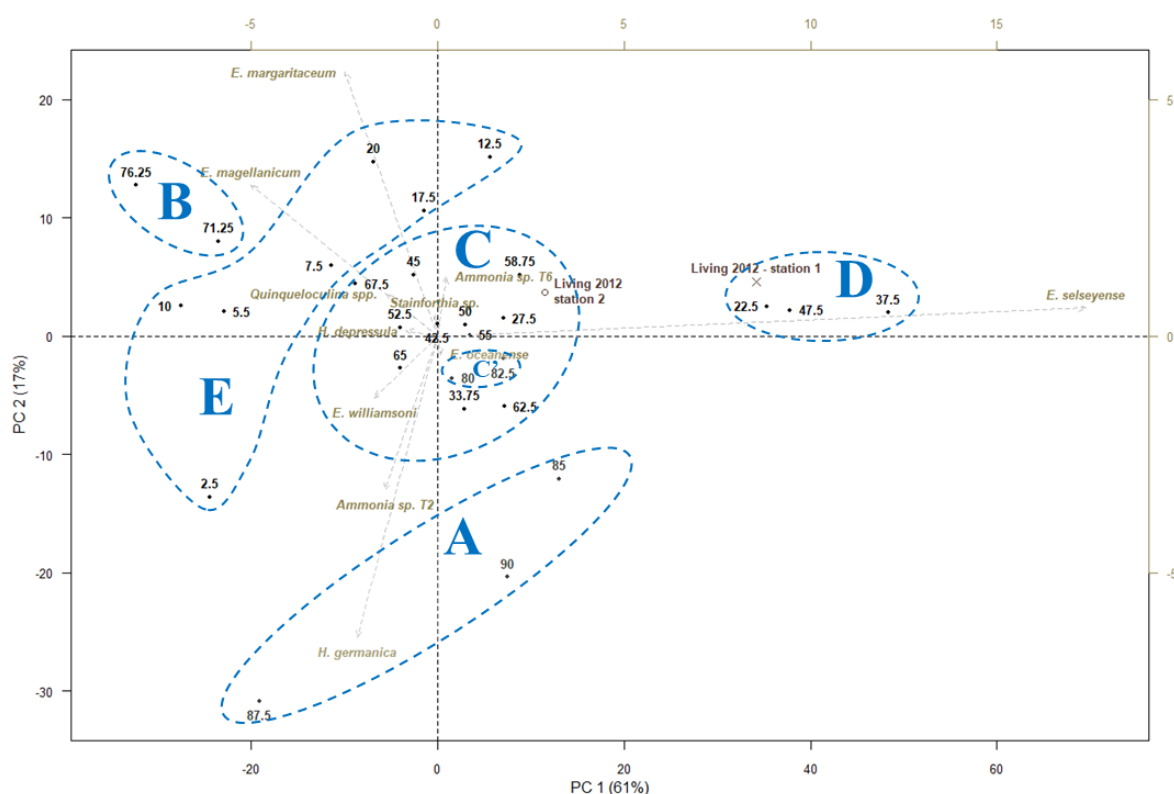 -5 0 5 10 15
E. margaritaceum
20
5
12.5
20
76.25
E. magellanicum
B
17.5
10
71.25
C
45
58.75
7.5
67.5
Ammonia sp. T6
Living 2012 - station 1
D
Living 2012
station 2
Quinqueloculina spp.
Stainforthia sp.
E. selseyense
10
5.5
52.5
50
27.5
22.5
47.5
37.5
H. depressula
42.5
55
0
0
65
E. oceanense
C'
80
82.5
E
E. williamsoni
33.75
62.5
-10
2.5
85
Ammonia sp. T2
A
90
-20
-5
H. germanica
-30
87.5
PC 2 (17%)
-20 0 20 40 60
PC 1 (61%)